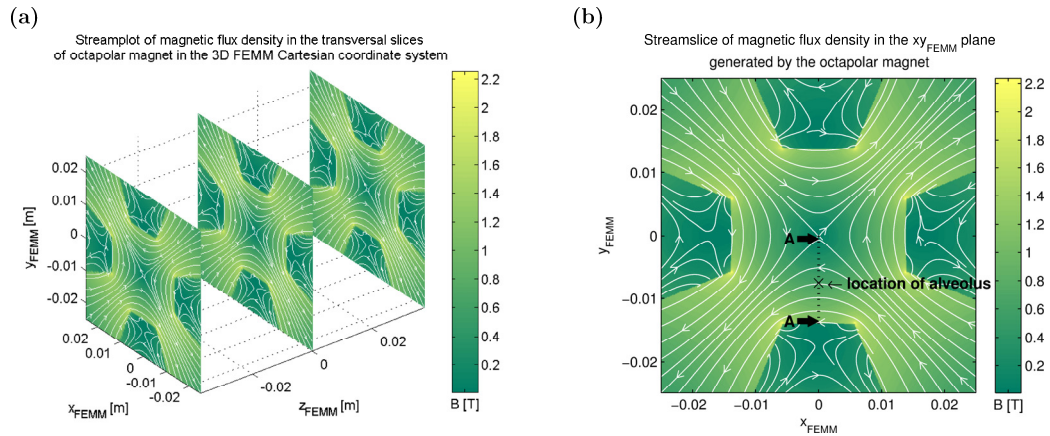 (a)
Streamplot of magnetic flux density in the transversal slices
of octapolar magnet in the 3D FEMM Cartesian coordinate system
2.2
2
1.8
1.6
1.4
1.2
1
0.8
0.6
0.4
0.2
B [T]
0.02
0.01
0
-0.01
-0.02
yFEMM [m]
0.02
0.01
0
-0.01
-0.02
xFEMM [m]
-0.02
0
0.02
zFEMM [m]
(b)
Streamslice of magnetic flux density in the xyFEMM plane
generated by the octapolar magnet
0.02
0.01
0
−0.01
−0.02
yFEMM
A
← location of alveolus
A
−0.02 −0.01 0 0.01 0.02
xFEMM
2.2
2
1.8
1.6
1.4
1.2
1
0.8
0.6
0.4
0.2
B [T]